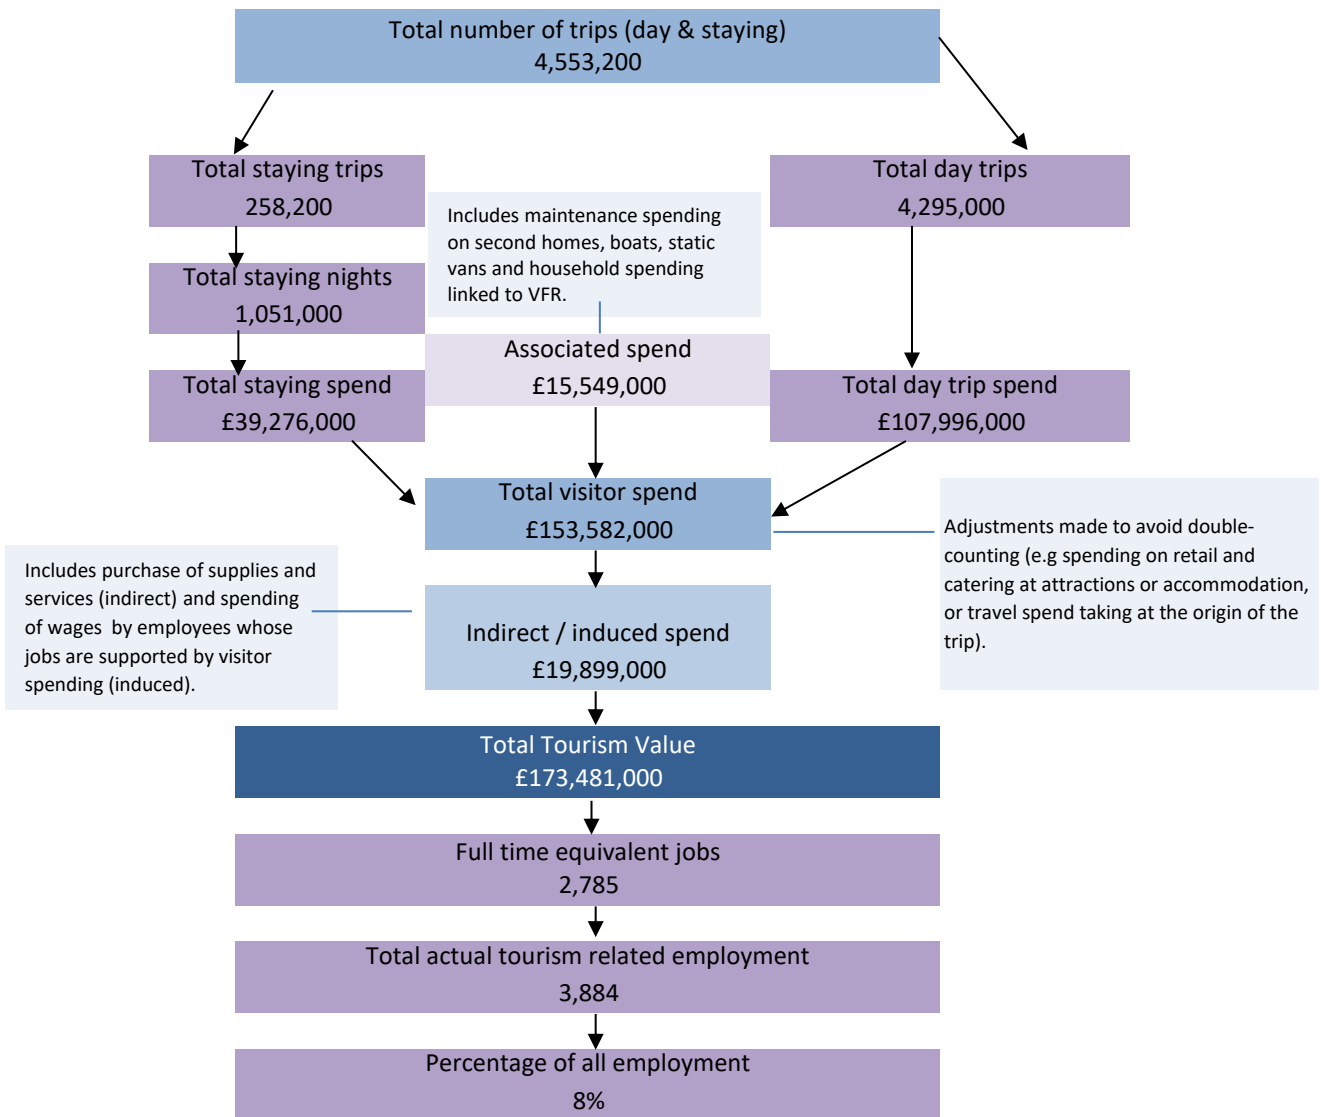 Total number of trips (day & staying)
4,553,200
Total staying trips
258,200
Total day trips
4,295,000
Includes maintenance spending
on second homes, boats, static
vans and household spending
linked to VFR.
Total staying nights
1,051,000
Associated spend
£15,549,000
Total staying spend
£39,276,000
Total day trip spend
£107,996,000
Total visitor spend
£153,582,000
Adjustments made to avoid double-
counting (e.g spending on retail and
catering at attractions or accommodation,
or travel spend taking at the origin of the
trip).
Includes purchase of supplies and
services (indirect) and spending
of wages by employees whose
jobs are supported by visitor
spending (induced).
Indirect / induced spend
£19,899,000
Total Tourism Value
£173,481,000
Full time equivalent jobs
2,785
Total actual tourism related employment
3,884
Percentage of all employment
8%